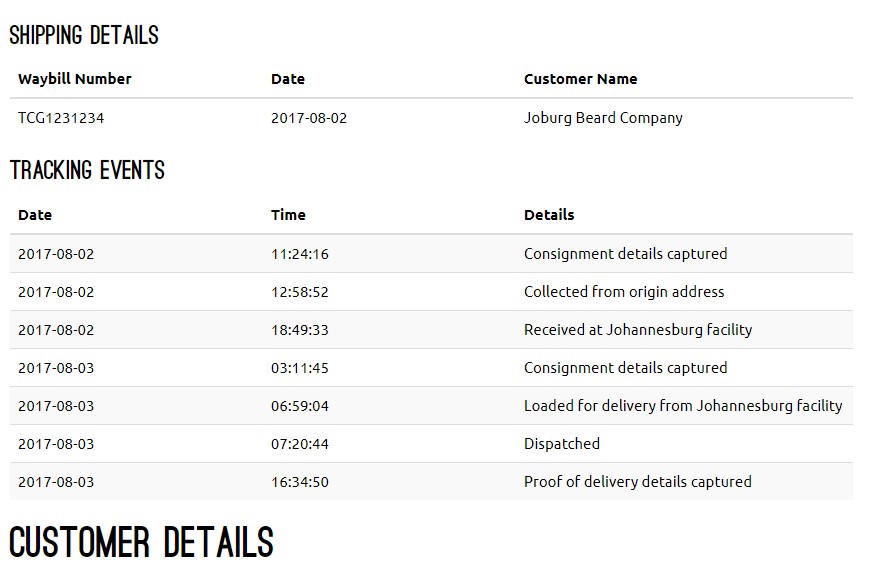 SHIPPING DETAILS
Waybill Number Date Customer Name
TCG1231234 2017-08-02 Joburg Beard Company
TRACKING EVENTS
Date Time Details
2017-08-02 11:24:16 Consignment details captured
2017-08-02 12:58:52 Collected from origin address
2017-08-02 18:49:33 Received at Johannesburg facility
2017-08-03 03:11:45 Consignment details captured
2017-08-03 06:59:04 Loaded for delivery from Johannesburg facility
2017-08-03 07:20:44 Dispatched
2017-08-03 16:34:50 Proof of delivery details captured
CUSTOMER DETAILS